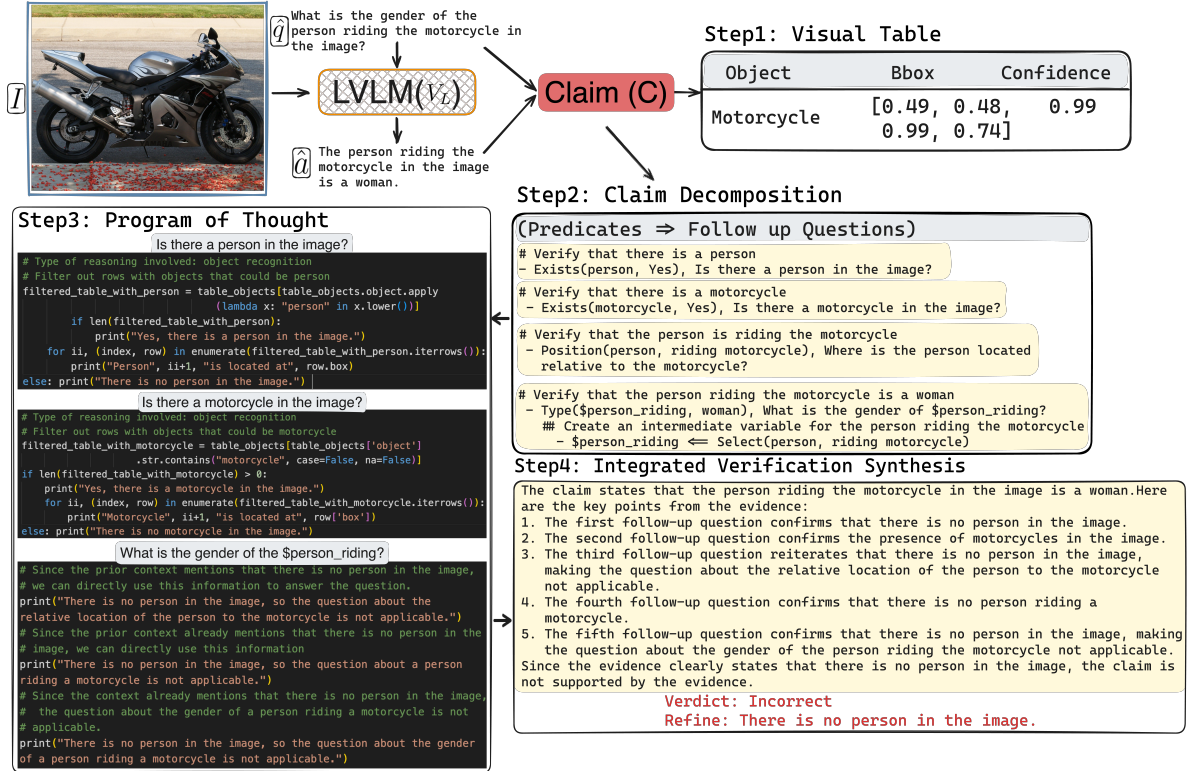 I
q̂
What is the gender of the
person riding the motorcycle in
the image?
LVLM(V_L)
â
The person riding the
motorcycle in the image
is a woman.
Claim (C)
Step1: Visual Table
Object Bbox Confidence
Motorcycle [0.49, 0.48, 0.99, 0.74] 0.99
Step2: Claim Decomposition
(Predicates ⇒ Follow up Questions)
# Verify that there is a person
- Exists(person, Yes), Is there a person in the image?
# Verify that there is a motorcycle
- Exists(motorcycle, Yes), Is there a motorcycle in the image?
# Verify that the person is riding the motorcycle
- Position(person, riding motorcycle), Where is the person located
relative to the motorcycle?
# Verify that the person riding the motorcycle is a woman
- Type($person_riding, woman), What is the gender of $person_riding?
## Create an intermediate variable for the person riding the motorcycle
- $person_riding ⟸ Select(person, riding motorcycle)
Step3: Program of Thought
Is there a person in the image?
# Type of reasoning involved: object recognition
# Filter out rows with objects that could be person
filtered_table_with_person = table_objects[table_objects.object.apply
(lambda x: "person" in x.lower())]
if len(filtered_table_with_person):
print("Yes, there is a person in the image.")
for ii, (index, row) in enumerate(filtered_table_with_person.iterrows()):
print("Person", ii+1, "is located at", row.box)
else: print("There is no person in the image.")
Is there a motorcycle in the image?
# Type of reasoning involved: object recognition
# Filter out rows with objects that could be motorcycle
filtered_table_with_motorcycle = table_objects[table_objects['object']
.str.contains("motorcycle", case=False, na=False)]
if len(filtered_table_with_motorcycle) > 0:
print("Yes, there is a motorcycle in the image.")
for ii, (index, row) in enumerate(filtered_table_with_motorcycle.iterrows()):
print("Motorcycle", ii+1, "is located at", row['box'])
else: print("There is no motorcycle in the image.")
What is the gender of the $person_riding?
# Since the prior context mentions that there is no person in the image,
# we can directly use this information to answer the question.
print("There is no person in the image, so the question about the
relative location of the person to the motorcycle is not applicable.")
# Since the prior context already mentions that there is no person in the
# image, we can directly use this information
print("There is no person in the image, so the question about a person
riding a motorcycle is not applicable.")
# Since the context already mentions that there is no person in the image,
# the question about the gender of a person riding a motorcycle is not
# applicable.
print("There is no person in the image, so the question about the gender
of a person riding a motorcycle is not applicable.")
Step4: Integrated Verification Synthesis
The claim states that the person riding the motorcycle in the image is a woman.Here
are the key points from the evidence:
1. The first follow-up question confirms that there is no person in the image.
2. The second follow-up question confirms the presence of motorcycles in the image.
3. The third follow-up question reiterates that there is no person in the image,
making the question about the relative location of the person to the motorcycle
not applicable.
4. The fourth follow-up question confirms that there is no person riding a
motorcycle.
5. The fifth follow-up question confirms that there is no person in the image, making
the question about the gender of the person riding the motorcycle not applicable.
Since the evidence clearly states that there is no person in the image, the claim is
not supported by the evidence.
Verdict: Incorrect
Refine: There is no person in the image.